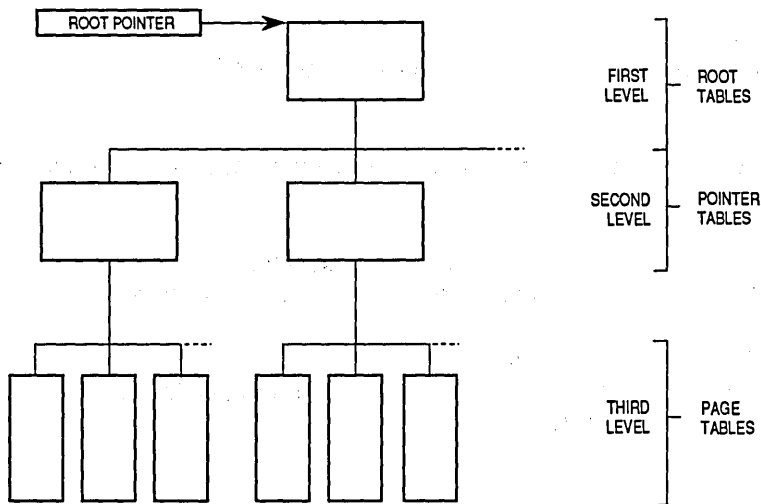 ROOT POINTER
FIRST
LEVEL
ROOT
TABLES
SECOND
LEVEL
POINTER
TABLES
THIRD
LEVEL
PAGE
TABLES